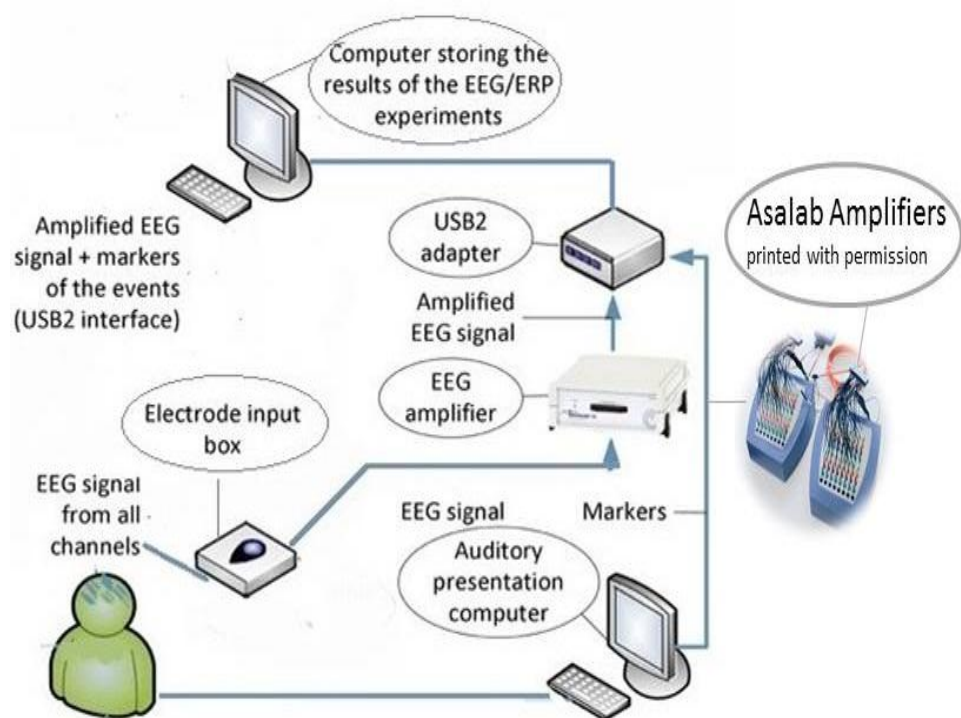 Computer storing the
results of the EEG/ERP
experiments
Amplified EEG
signal + markers
of the events
(USB2 interface)
USB2
adapter
Asalab Amplifiers
printed with permission
Amplified
EEG signal
EEG
amplifier
Electrode input
box
EEG signal
from all
channels
EEG signal
Markers
Auditory
presentation
computer